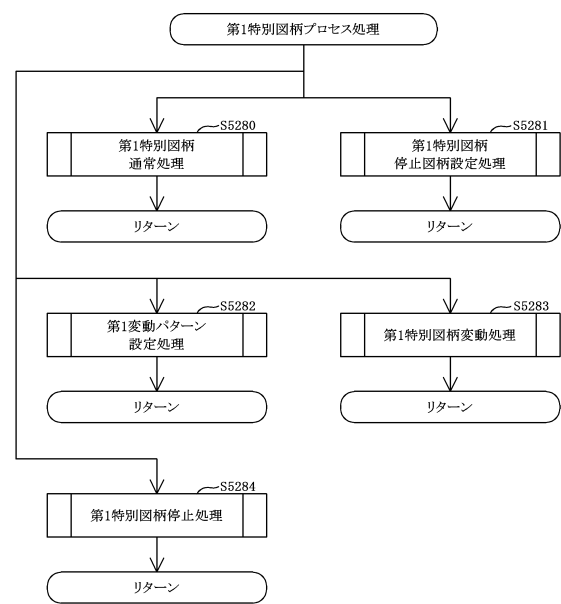 第1特別図柄プロセス処理
S5280
第1特別図柄
通常処理
リターン
S5281
第1特別図柄
停止図柄設定処理
リターン
S5282
第1変動パターン
設定処理
リターン
S5283
第1特別図柄変動処理
リターン
S5284
第1特別図柄停止処理
リターン